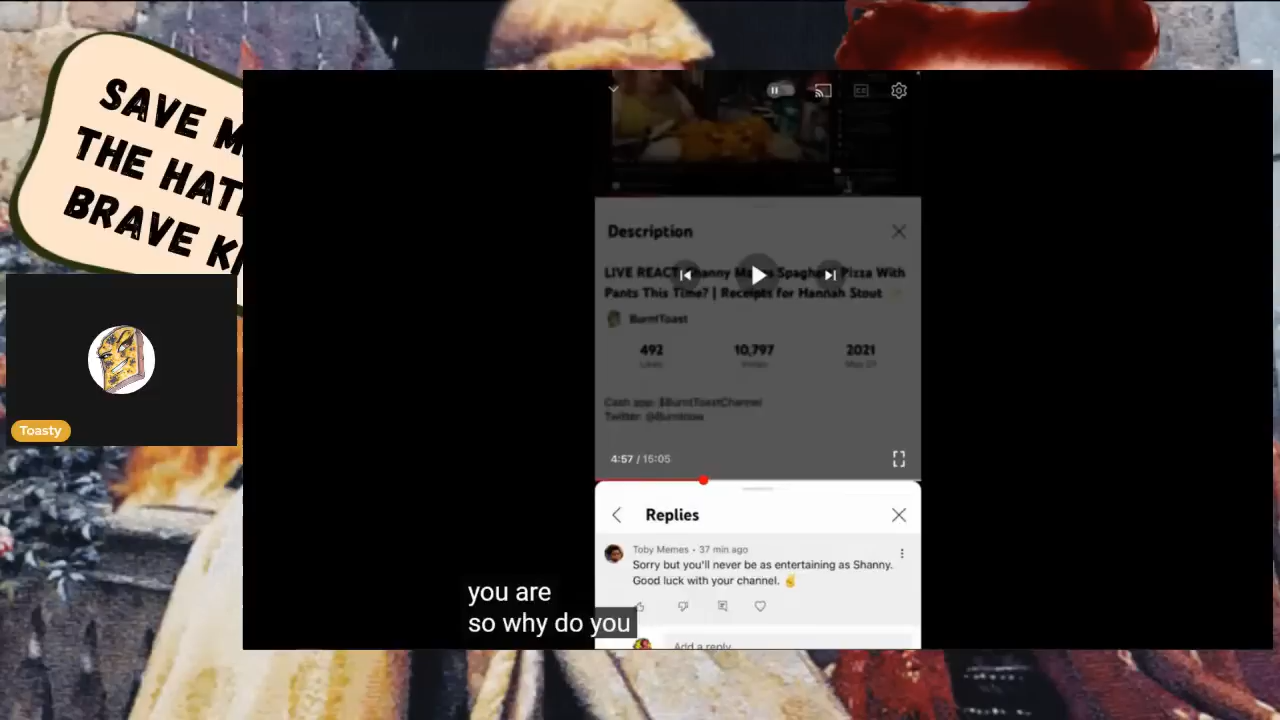 SAVE M
THE HAT
BRAVE K
Toasty
Description
LIVE REACT Shanny Ma s Spaghe Pizza With
Pants This Time? | Receipts for Hannah Stout
BurntToast
492
10,797
2021
Likes
Views
May 21
Cash app: $BurntToastChannel
Twitter:
4:57 / 15:05
Replies
Toby Memes • 37 min ago
Sorry but you'll never be as entertaining as Shanny.
Good luck with your channel. ✌
Add a reply
you are
so why do you